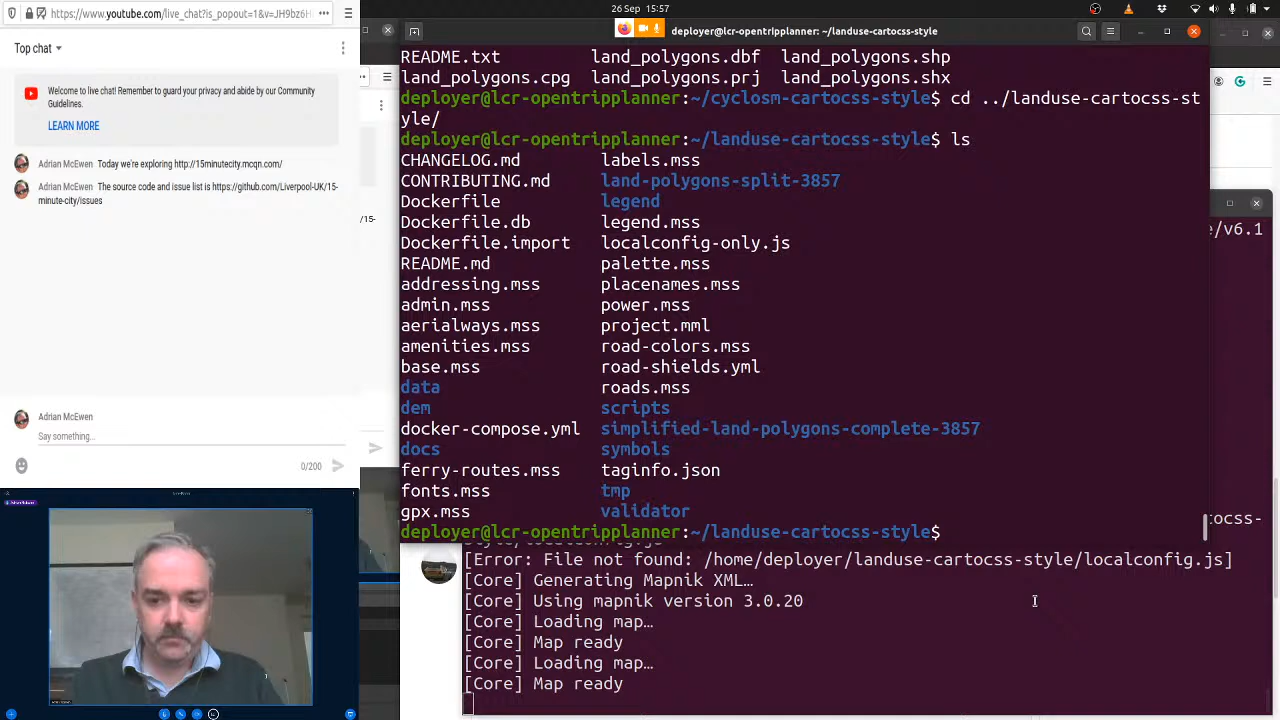 26 Sep 15:57
https://www.youtube.com/live_chat?is_popout=1&v=JH9bz6H
Top chat
Welcome to live chat! Remember to guard your privacy and abide by our Community
Guidelines.
LEARN MORE
Adrian McEwen Today we're exploring http://15minutecity.mcqn.com/
Adrian McEwen The source code and issue list is https://github.com/Liverpool-UK/15-
minute-city/issues
Adrian McEwen
Say something...
0/200
deployer@lcr-opentripplanner: ~/landuse-cartocss-style
README.txt land_polygons.dbf land_polygons.shp
land_polygons.cpg land_polygons.prj land_polygons.shx
deployer@lcr-opentripplanner:~/cyclosm-cartocss-style$ cd ../landuse-cartocss-st
yle/
deployer@lcr-opentripplanner:~/landuse-cartocss-style$ ls
CHANGELOG.md labels.mss
CONTRIBUTING.md land-polygons-split-3857
Dockerfile legend
Dockerfile.db legend.mss
Dockerfile.import localconfig-only.js
README.md palette.mss
addressing.mss placenames.mss
admin.mss power.mss
aerialways.mss project.mml
amenities.mss road-colors.mss
base.mss road-shields.yml
data roads.mss
dem scripts
docker-compose.yml simplified-land-polygons-complete-3857
docs symbols
ferry-routes.mss taginfo.json
fonts.mss tmp
gpx.mss validator
deployer@lcr-opentripplanner:~/landuse-cartocss-style$
e/v6.1
tocss-
[Error: File not found: /home/deployer/landuse-cartocss-style/localconfig.js]
[Core] Generating Mapnik XML…
[Core] Using mapnik version 3.0.20
[Core] Loading map…
[Core] Map ready
[Core] Loading map…
[Core] Map ready